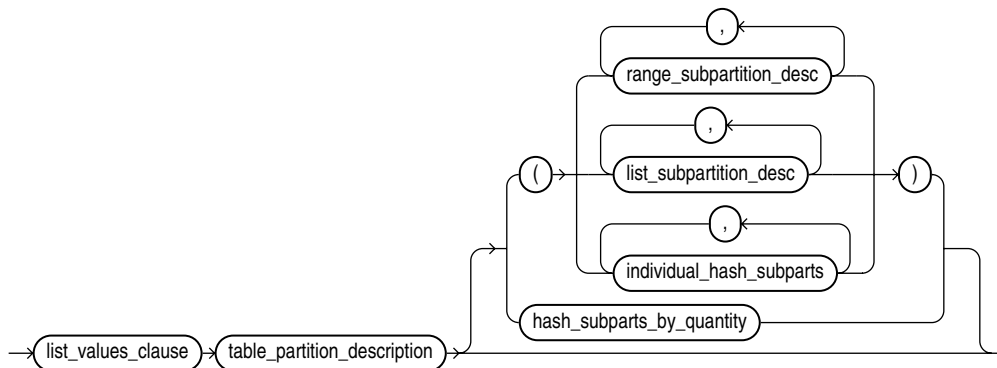 ,
range_subpartition_desc
,
( list_subpartition_desc )
,
individual_hash_subparts
hash_subparts_by_quantity
list_values_clause table_partition_description